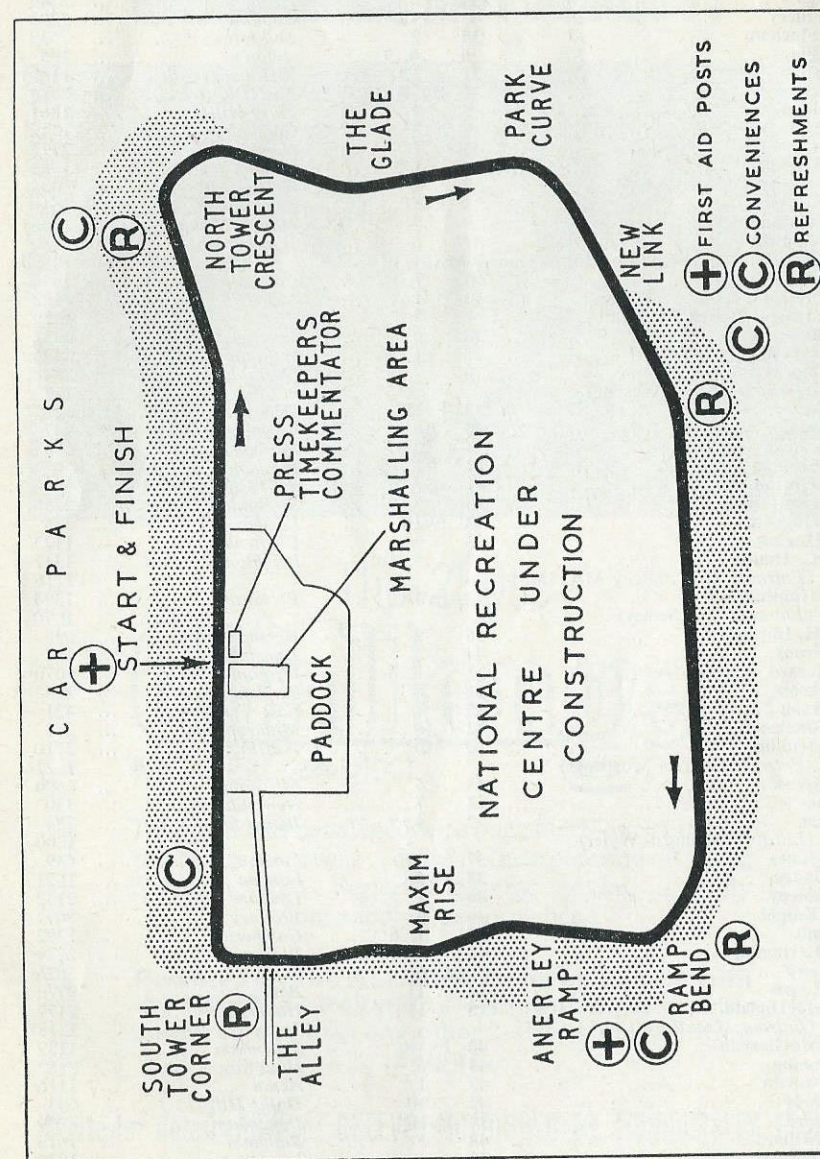 CAR PARKS
+
START & FINISH
C
R
C
SOUTH
TOWER
CORNER
R
THE
ALLEY
NORTH
TOWER
CRESCENT
PRESS
TIMEKEEPERS
COMMENTATOR
MARSHALLING AREA
PADDOCK
THE
GLADE
MAXIM
RISE
NATIONAL RECREATION
CENTRE UNDER
CONSTRUCTION
PARK
CURVE
ANERLEY
RAMP
+
C
RAMP
BEND
R
NEW
LINK
R
C
+ FIRST AID POSTS
C CONVENIENCES
R REFRESHMENTS